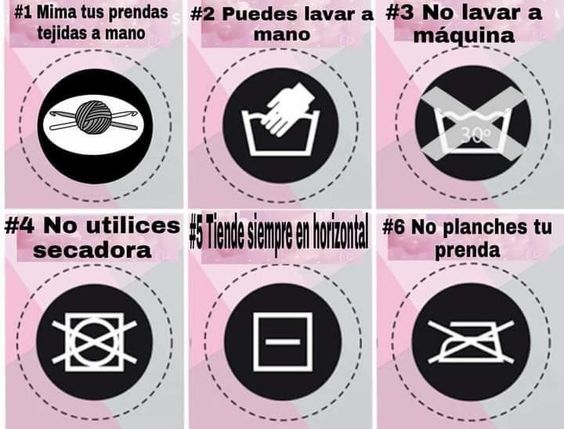 #1 Mima tus prendas
tejidas a mano
#2 Puedes lavar a
mano
#3 No lavar a
máquina
30º
#4 No utilices
secadora
#5 Tiende siempre en horizontal
#6 No planches tu
prenda